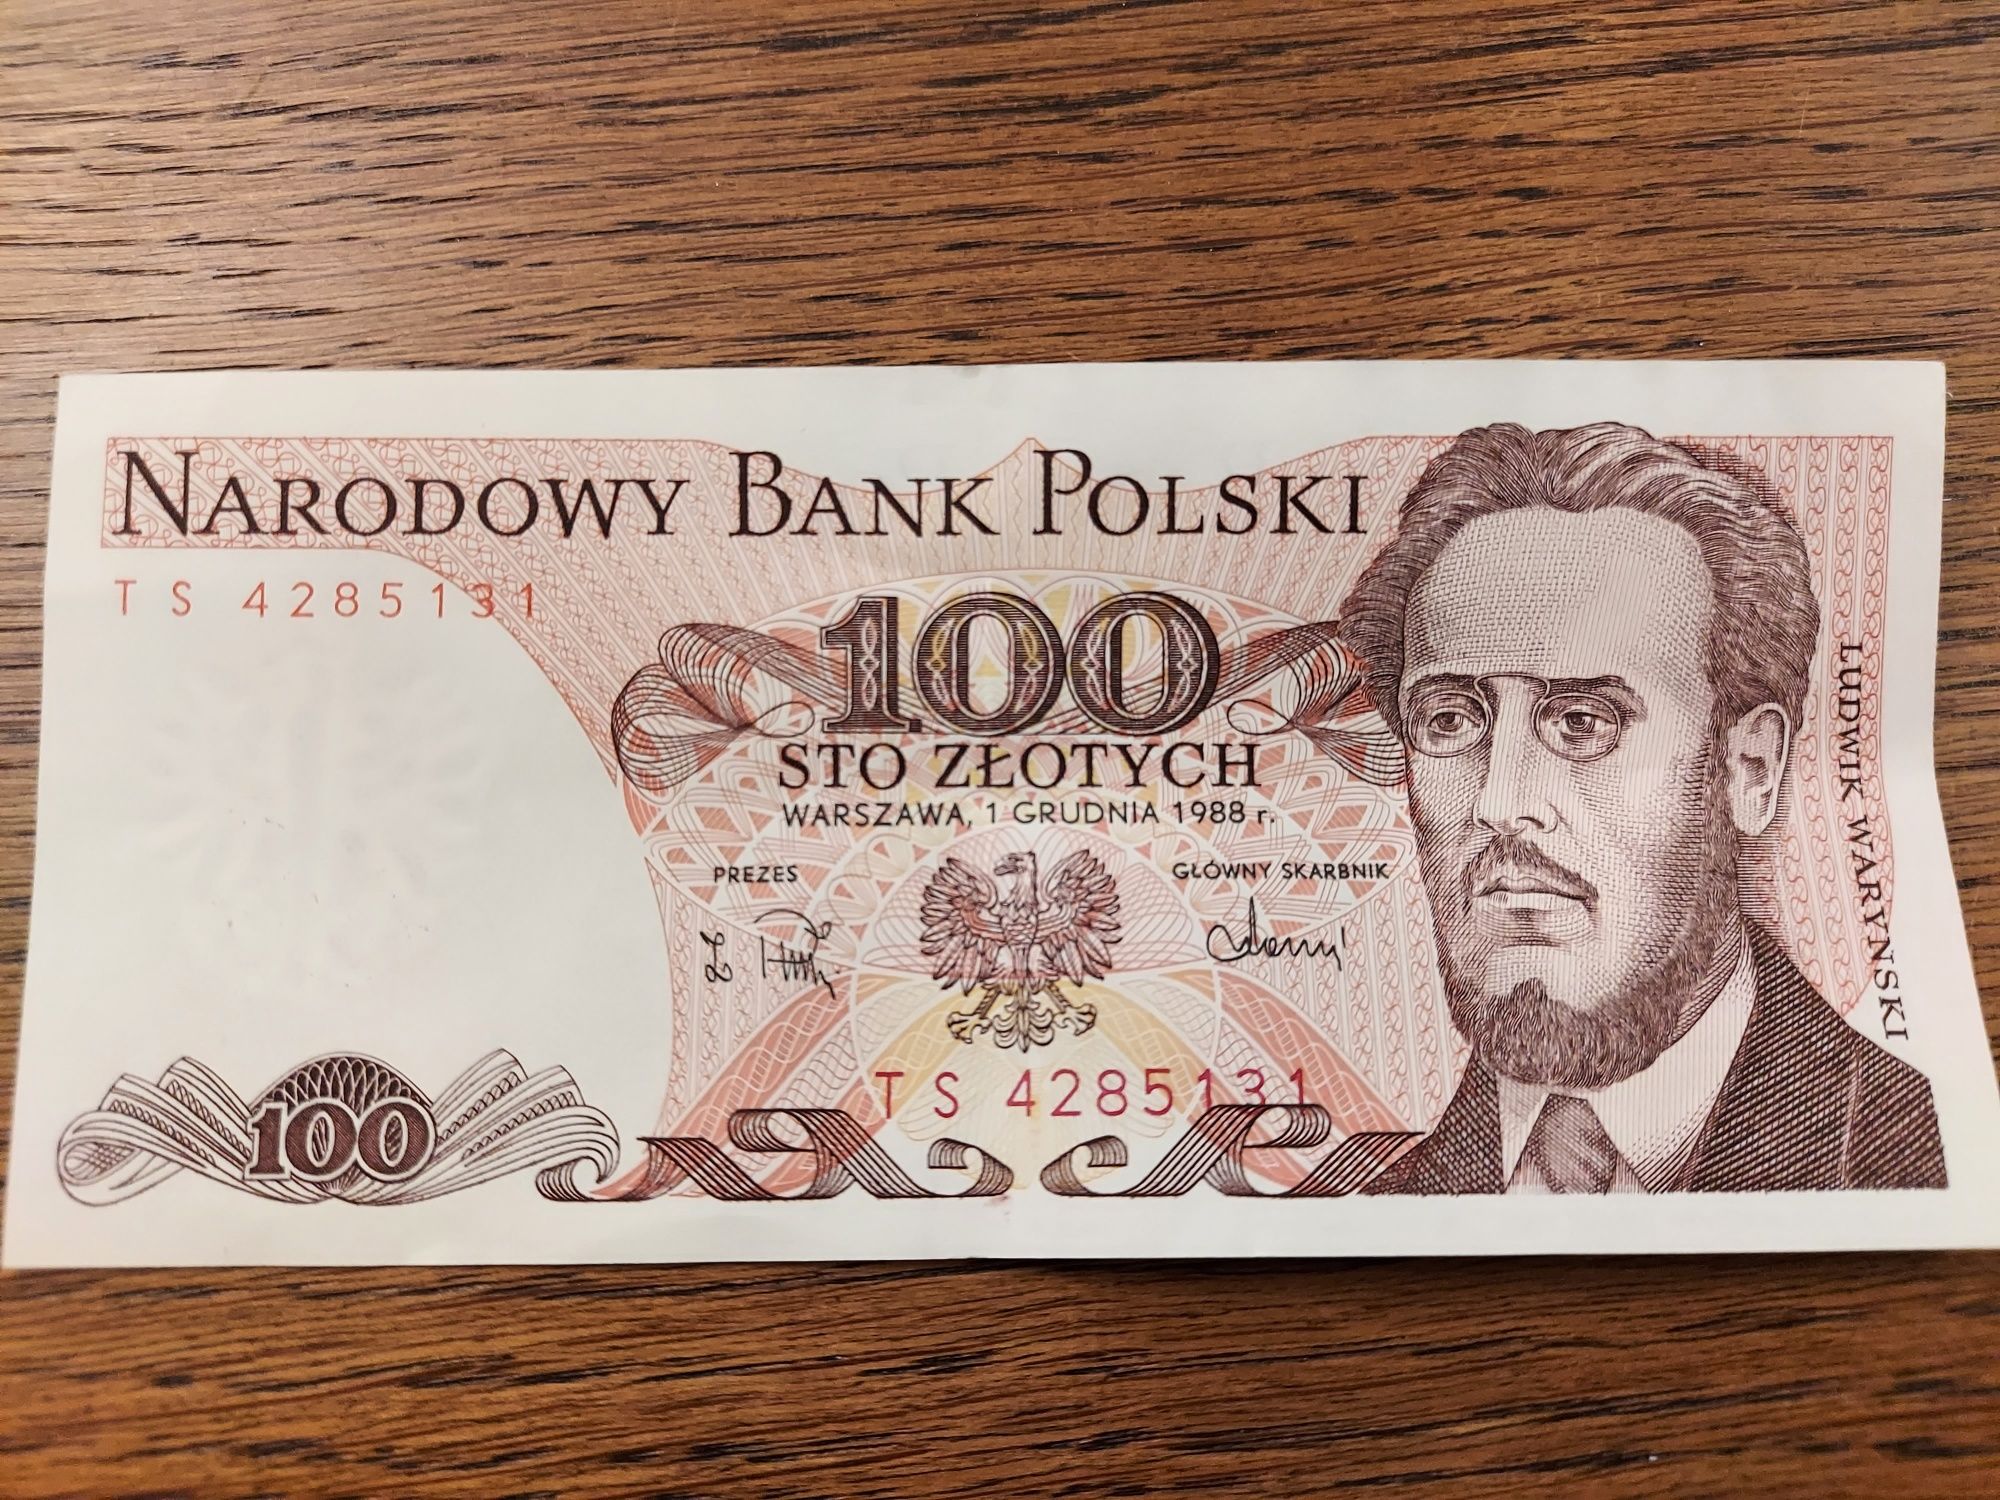 NARODOWY BANK POLSKI
TS 4285131
100
STO ZŁOTYCH
WARSZAWA, 1 GRUDNIA 1988 r.
PREZES
GŁÓWNY SKARBNIK
TS 4285131
100
LUDWIK WARYŃSKI